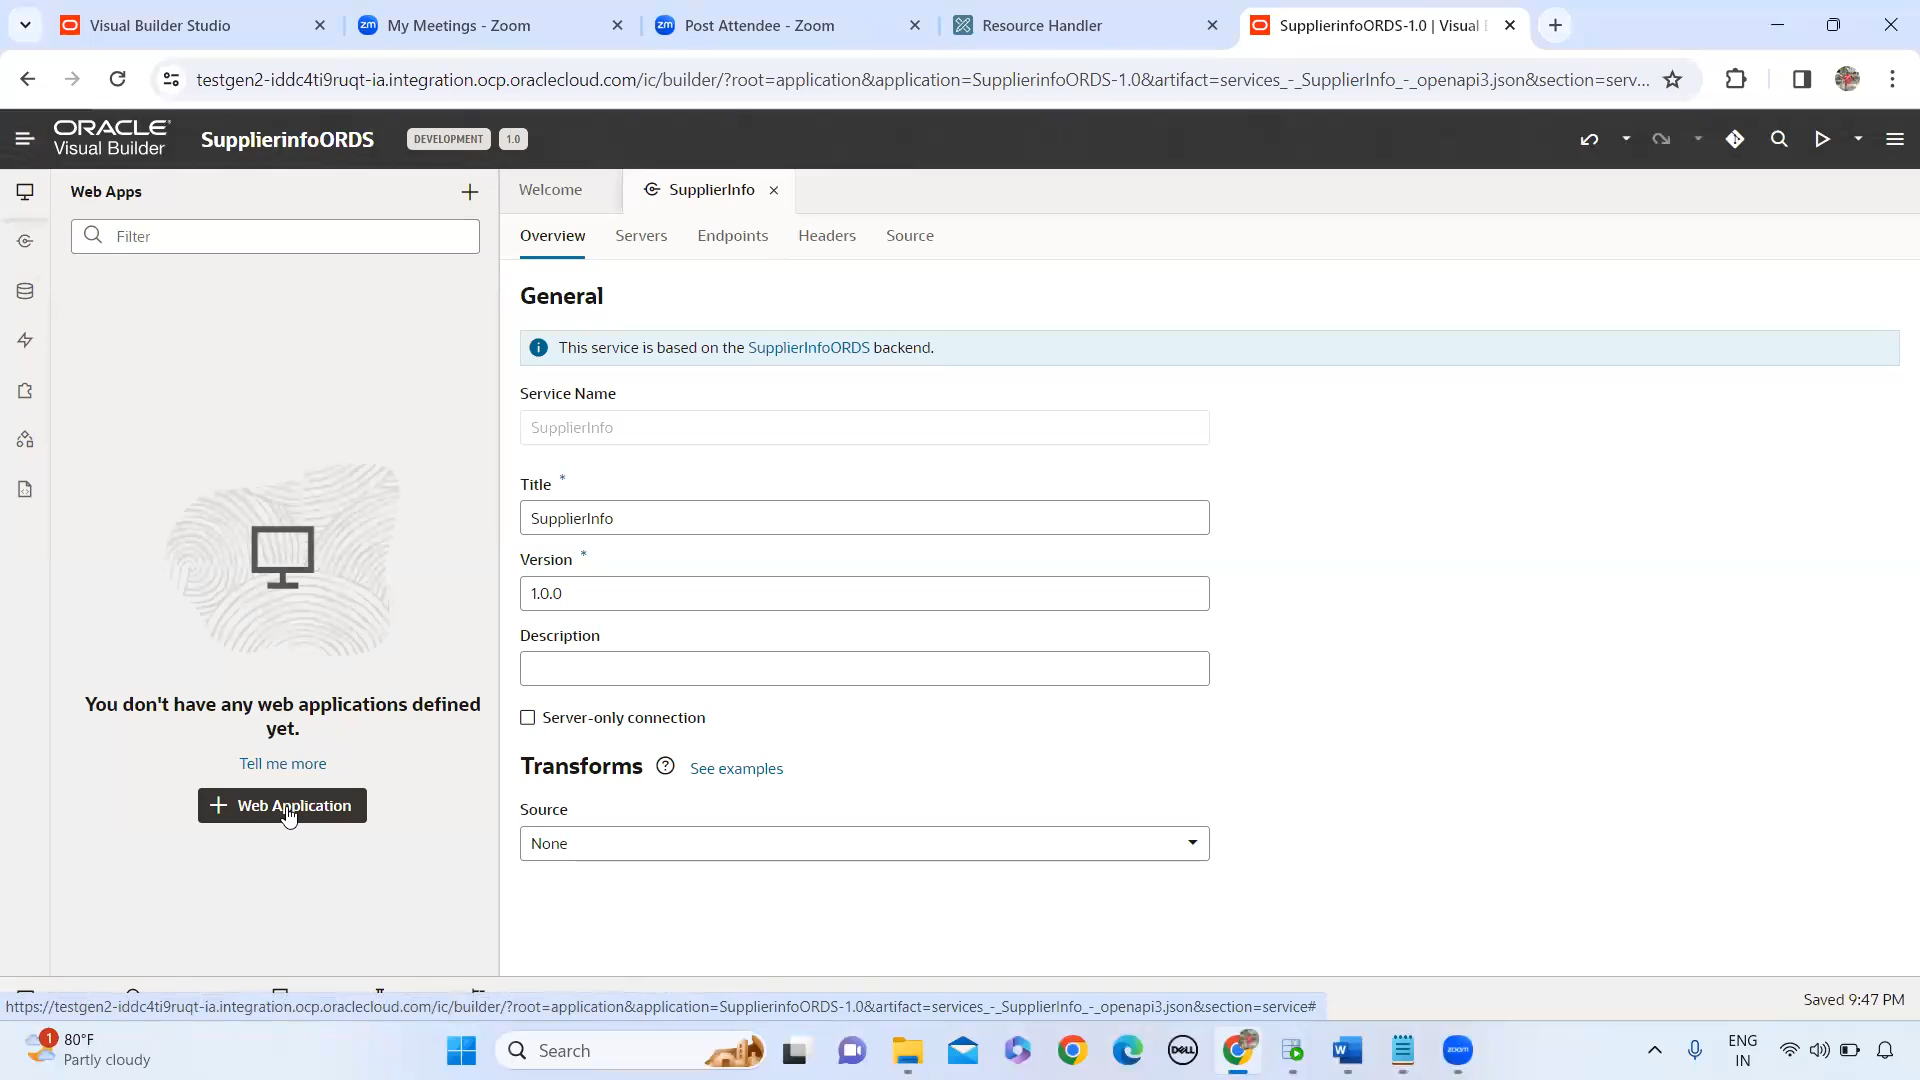 Visual Builder Studio
My Meetings - Zoom
Post Attendee - Zoom
Resource Handler
SupplierinfoORDS-1.0 | Visual
testgen2-iddc4ti9ruqt-ia.integration.ocp.oraclecloud.com/ic/builder/?root=application&application=SupplierinfoORDS-1.0&artifact=services_-_SupplierInfo_-_openapi3.json&section=serv...
ORACLE
Visual Builder
SupplierinfoORDS
DEVELOPMENT
1.0
Web Apps
Welcome
SupplierInfo
Filter
Overview
Servers
Endpoints
Headers
Source
General
This service is based on the SupplierInfoORDS backend.
Service Name
SupplierInfo
Title *
SupplierInfo
Version *
1.0.0
Description
Server-only connection
You don't have any web applications defined
yet.
Tell me more
+ Web Application
Transforms
See examples
Source
None
https://testgen2-iddc4ti9ruqt-ia.integration.ocp.oraclecloud.com/ic/builder/?root=application&application=SupplierinfoORDS-1.0&artifact=services_-_SupplierInfo_-_openapi3.json&section=service#
Saved 9:47 PM
1
80°F
Partly cloudy
Search
DELL
zoom
ENG
IN